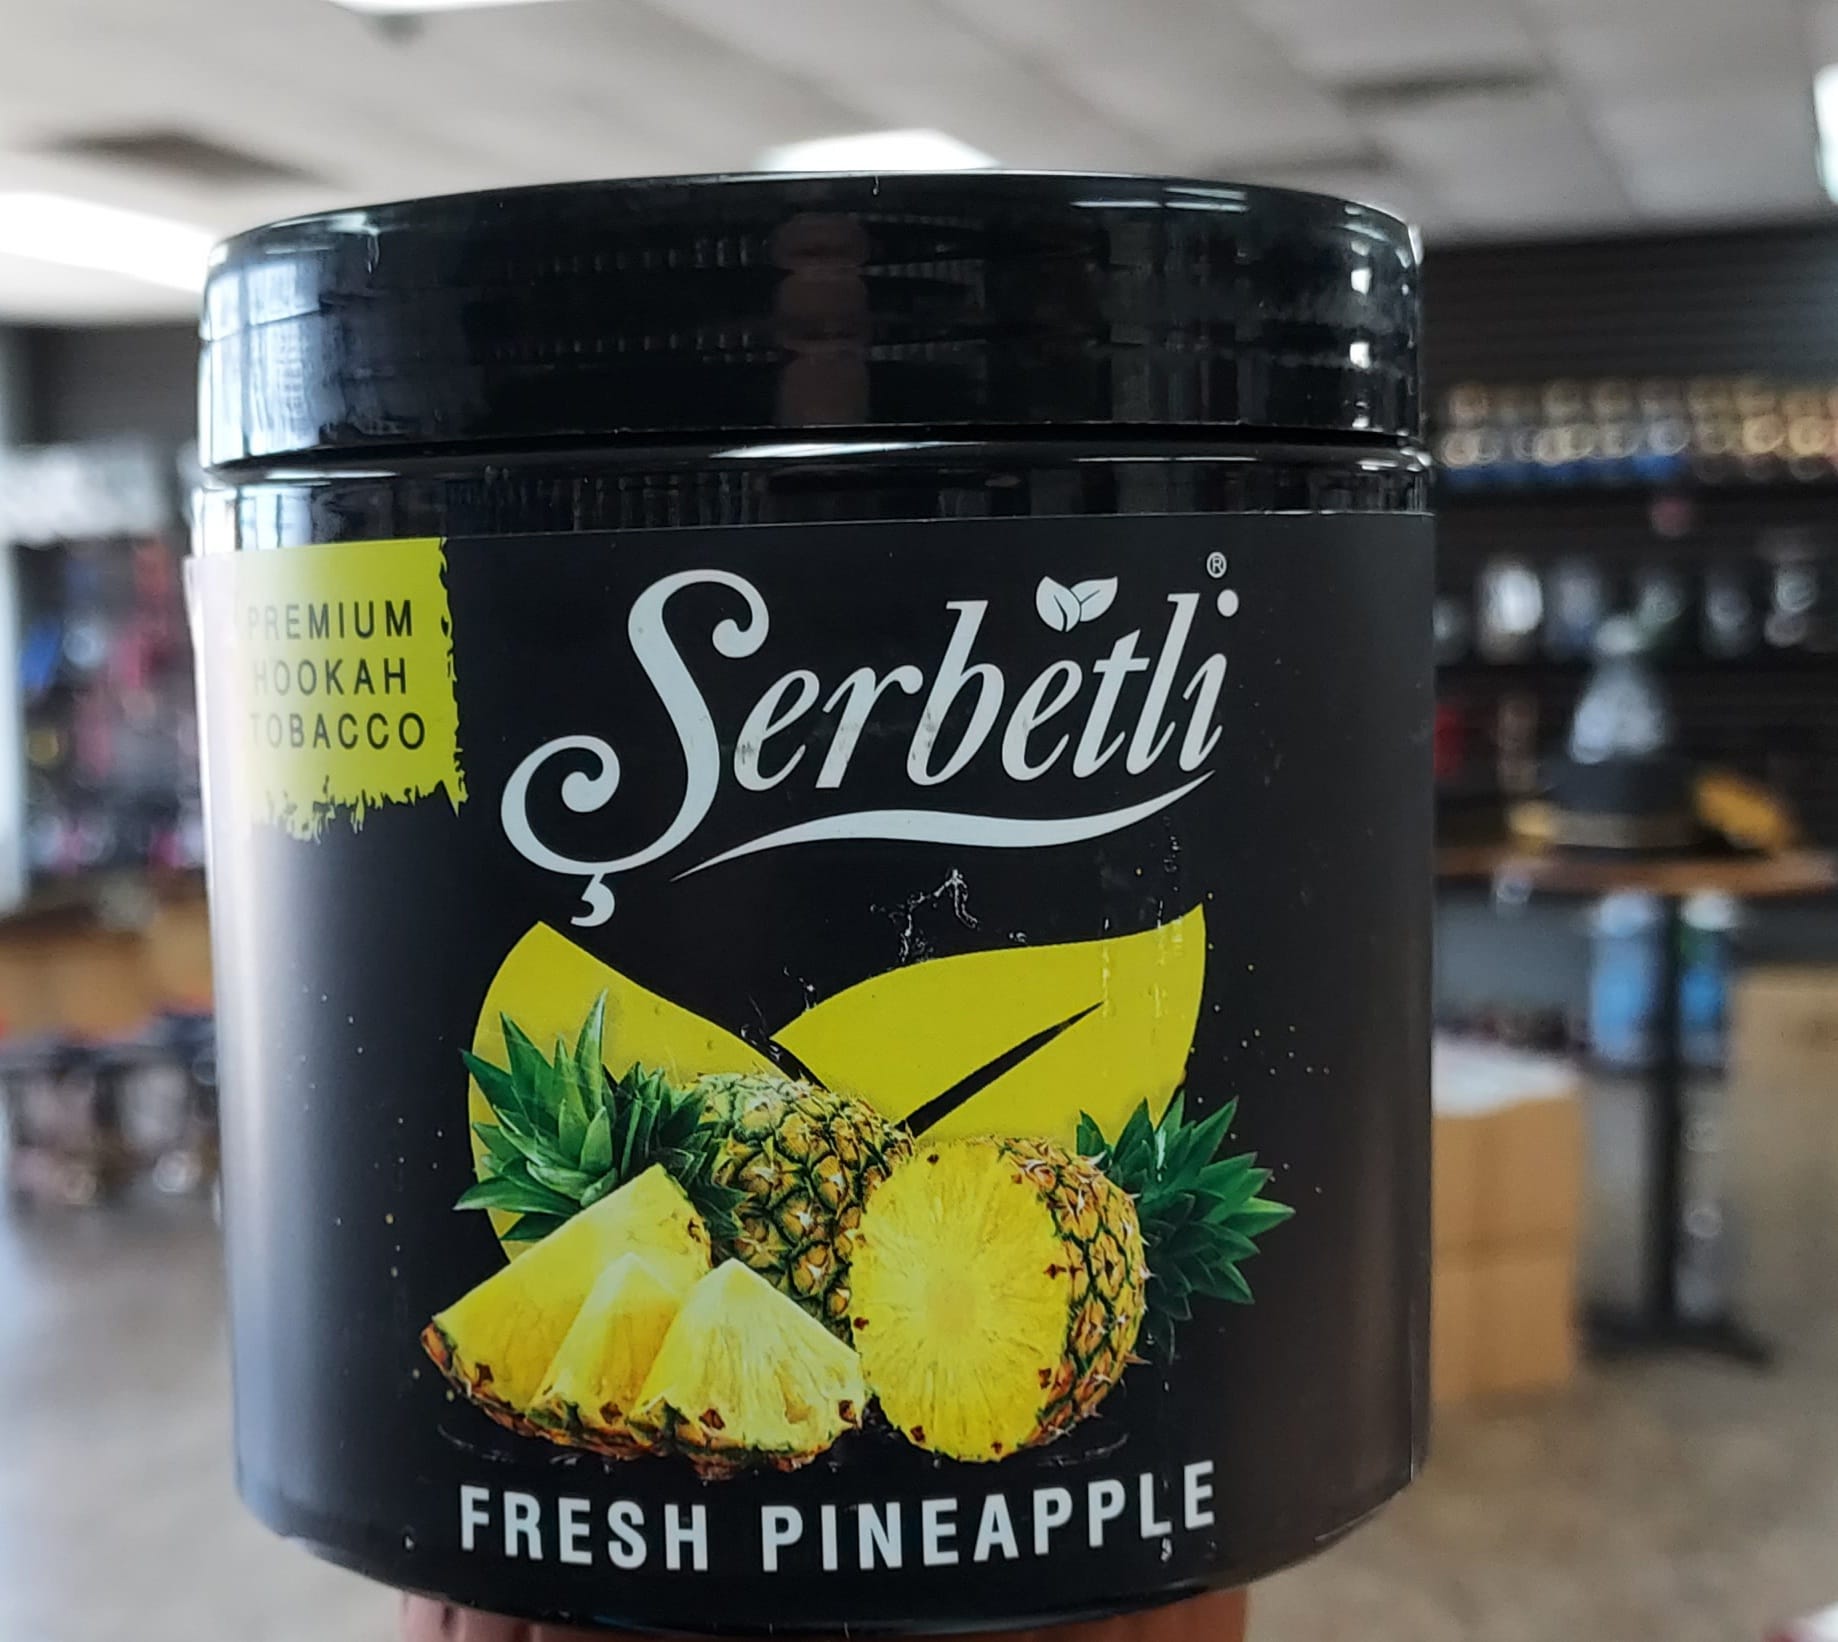 PREMIUM
HOOKAH
TOBACCO
Şerbetli®
FRESH PINEAPPLE